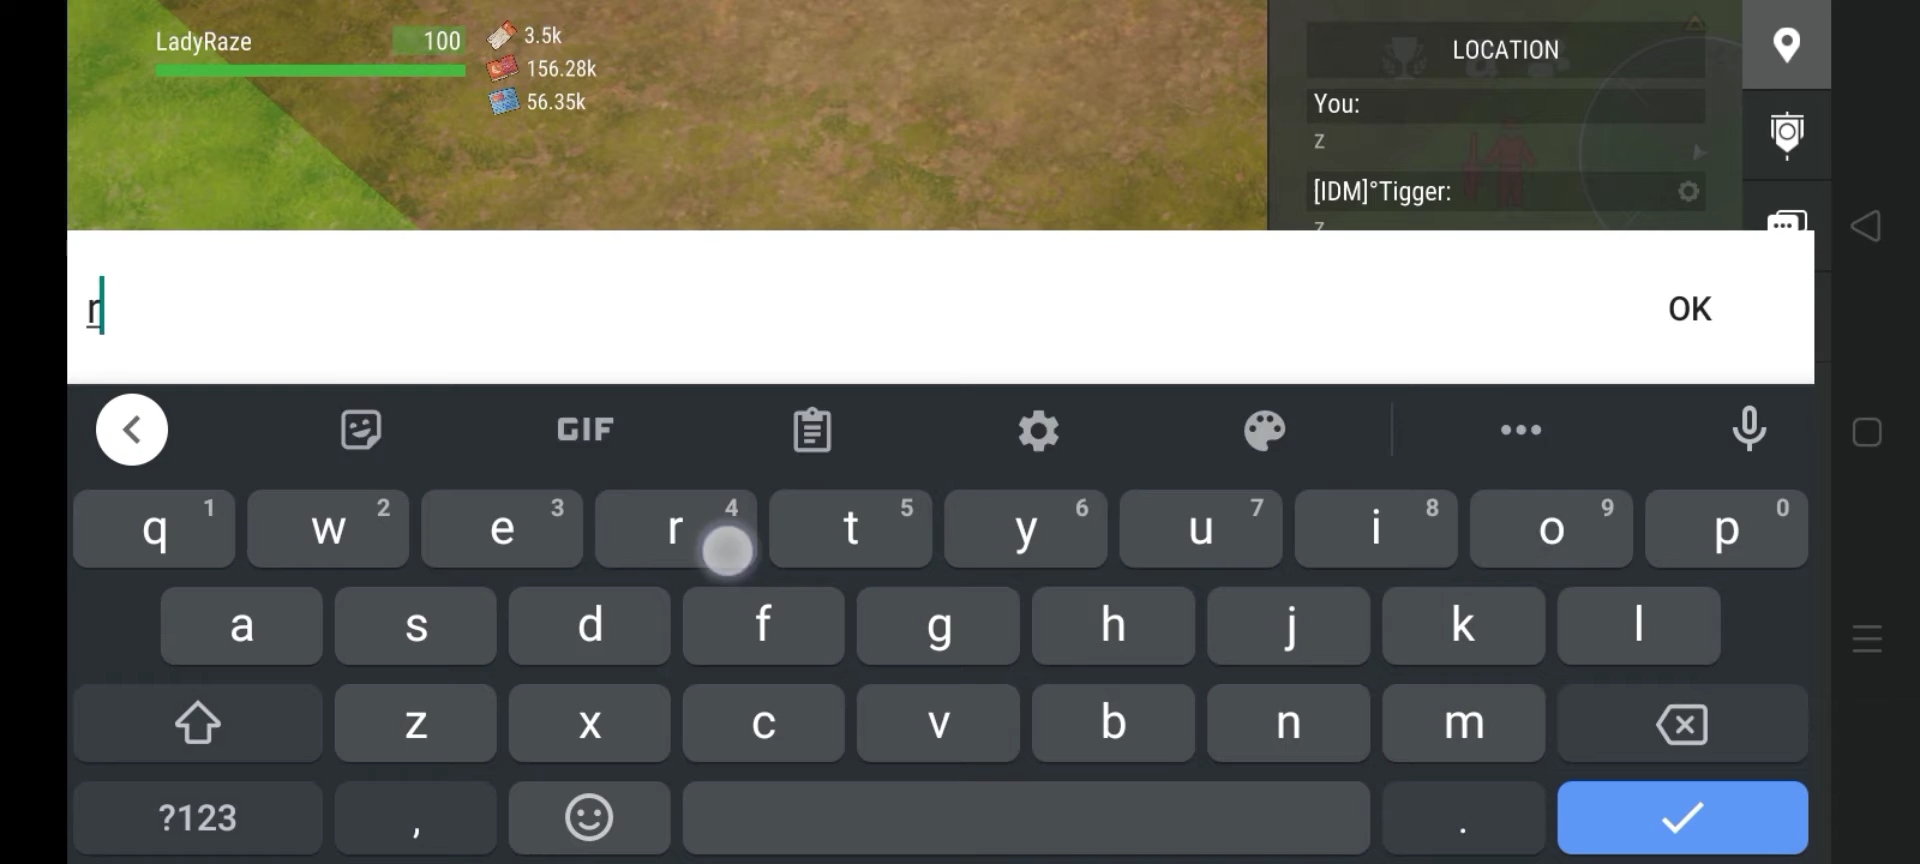 LadyRaze 100 3.5k
156.28k
56.35k
LOCATION
You:
z
[IDM]°Tigger:
r
OK
GIF
q 1 w 2 e 3 r 4 t 5 y 6 u 7 i 8 o 9 p 0
a s d f g h j k l
z x c v b n m
?123 , .